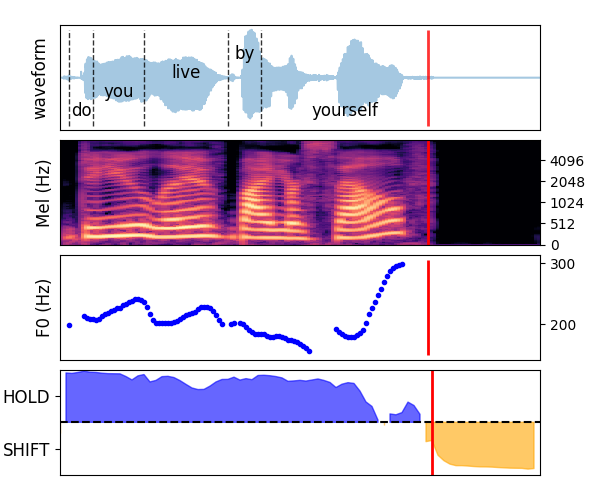 waveform
do
you
live
by
yourself
Mel (Hz)
4096
2048
1024
512
0
F0 (Hz)
300
200
HOLD
SHIFT